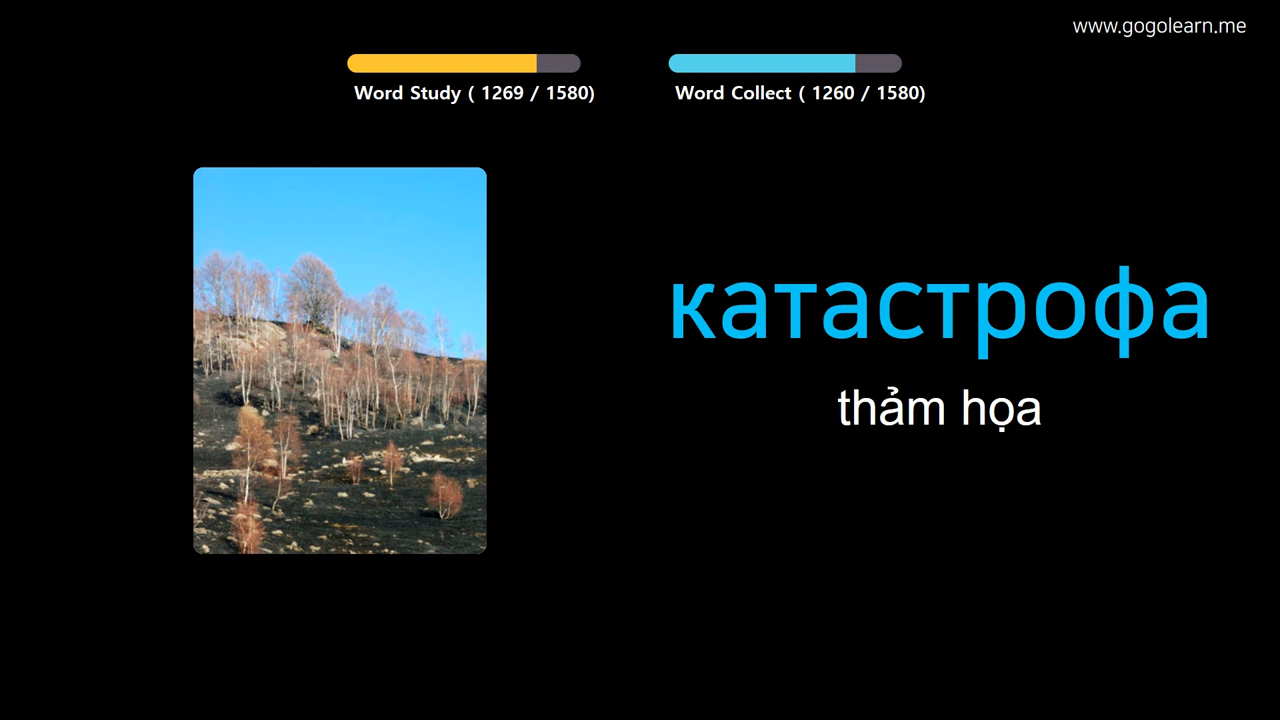 www.gogolearn.me
Word Study ( 1269 / 1580)
Word Collect ( 1260 / 1580)
катастрофа
thảm họa